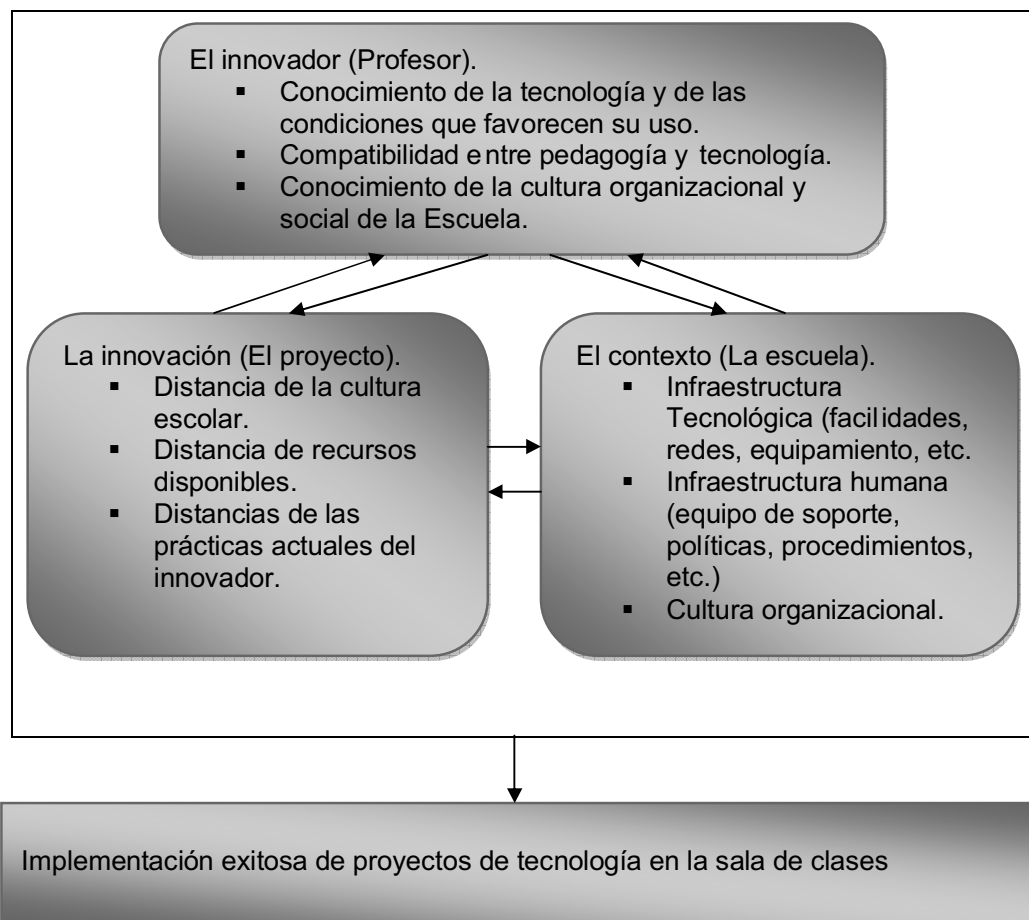 El innovador (Profesor).
▪ Conocimiento de la tecnología y de las
condiciones que favorecen su uso.
▪ Compatibilidad entre pedagogía y tecnología.
▪ Conocimiento de la cultura organizacional y
social de la Escuela.
La innovación (El proyecto).
▪ Distancia de la cultura
escolar.
▪ Distancia de recursos
disponibles.
▪ Distancias de las
prácticas actuales del
innovador.
El contexto (La escuela).
▪ Infraestructura
Tecnológica (facilidades,
redes, equipamiento, etc.
▪ Infraestructura humana
(equipo de soporte,
políticas, procedimientos,
etc.)
▪ Cultura organizacional.
Implementación exitosa de proyectos de tecnología en la sala de clases